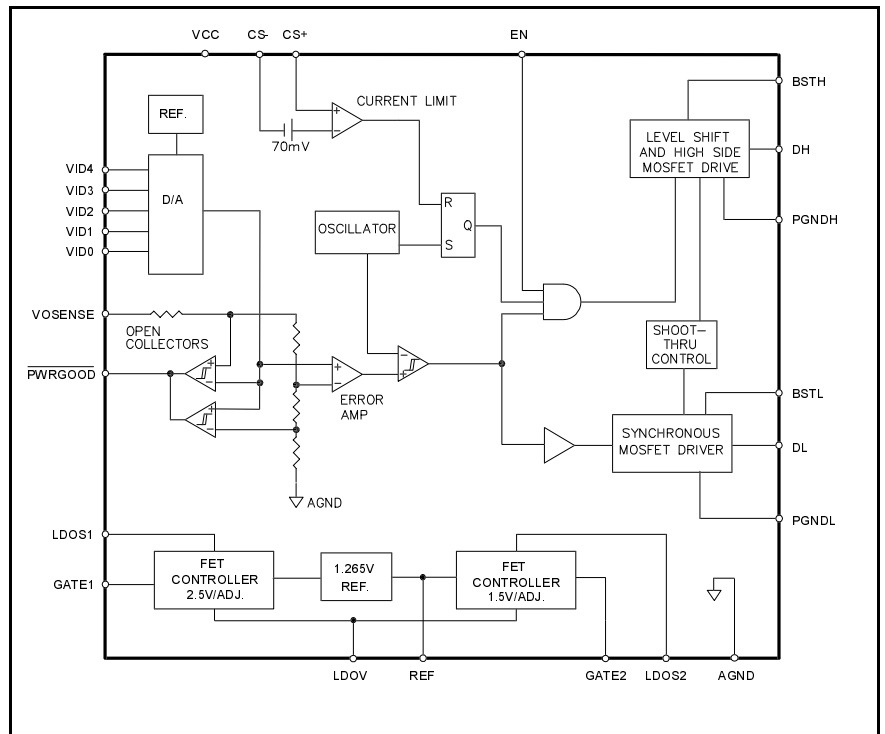 VCC
CS-
CS+
EN
BSTH
DH
PGNDH
BSTL
DL
PGNDL
REF.
CURRENT LIMIT
+
−
70mV
LEVEL SHIFT
AND HIGH SIDE
MOSFET DRIVE
VID4
VID3
VID2
VID1
VID0
D/A
OSCILLATOR
R
Q
S
VOSENSE
OPEN
COLLECTORS
PWRGOOD
+
−
+
−
+
−
ERROR
AMP
−
+
SHOOT−
THRU
CONTROL
SYNCHRONOUS
MOSFET DRIVER
AGND
LDOS1
GATE1
FET
CONTROLLER
2.5V/ADJ.
1.265V
REF.
FET
CONTROLLER
1.5V/ADJ.
LDOV
REF
GATE2
LDOS2
AGND